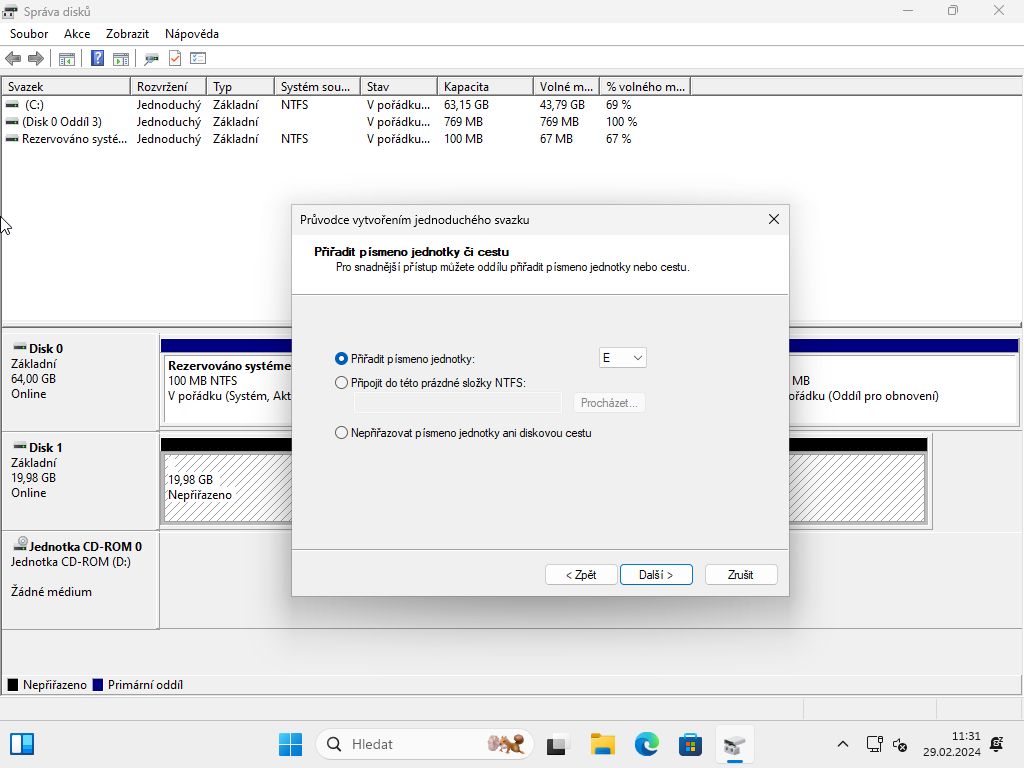 Správa disků
Soubor Akce Zobrazit Nápověda
Svazek Rozvržení Typ Systém sou... Stav Kapacita Volné m... % volného m...
(C:) Jednoduchý Základní NTFS V pořádku... 63,15 GB 43,79 GB 69 %
(Disk 0 Oddíl 3) Jednoduchý Základní V pořádku... 769 MB 769 MB 100 %
Rezervováno systé... Jednoduchý Základní NTFS V pořádku... 100 MB 67 MB 67 %
Průvodce vytvořením jednoduchého svazku
Přiřadit písmeno jednotky či cestu
Pro snadnější přístup můžete oddílu přiřadit písmeno jednotky nebo cestu.
Přiřadit písmeno jednotky: E
Připojit do této prázdné složky NTFS:
Procházet...
Nepřiřazovat písmeno jednotky ani diskovou cestu
< Zpět Další > Zrušit
Disk 0
Základní
64,00 GB
Online
Rezervováno systéme
100 MB NTFS
V pořádku (Systém, Akt
MB
ořádku (Oddíl pro obnovení)
Disk 1
Základní
19,98 GB
Online
19,98 GB
Nepřiřazeno
Jednotka CD-ROM 0
Jednotka CD-ROM (D:)
Žádné médium
Nepřiřazeno Primární oddíl
Hledat
11:31
29.02.2024